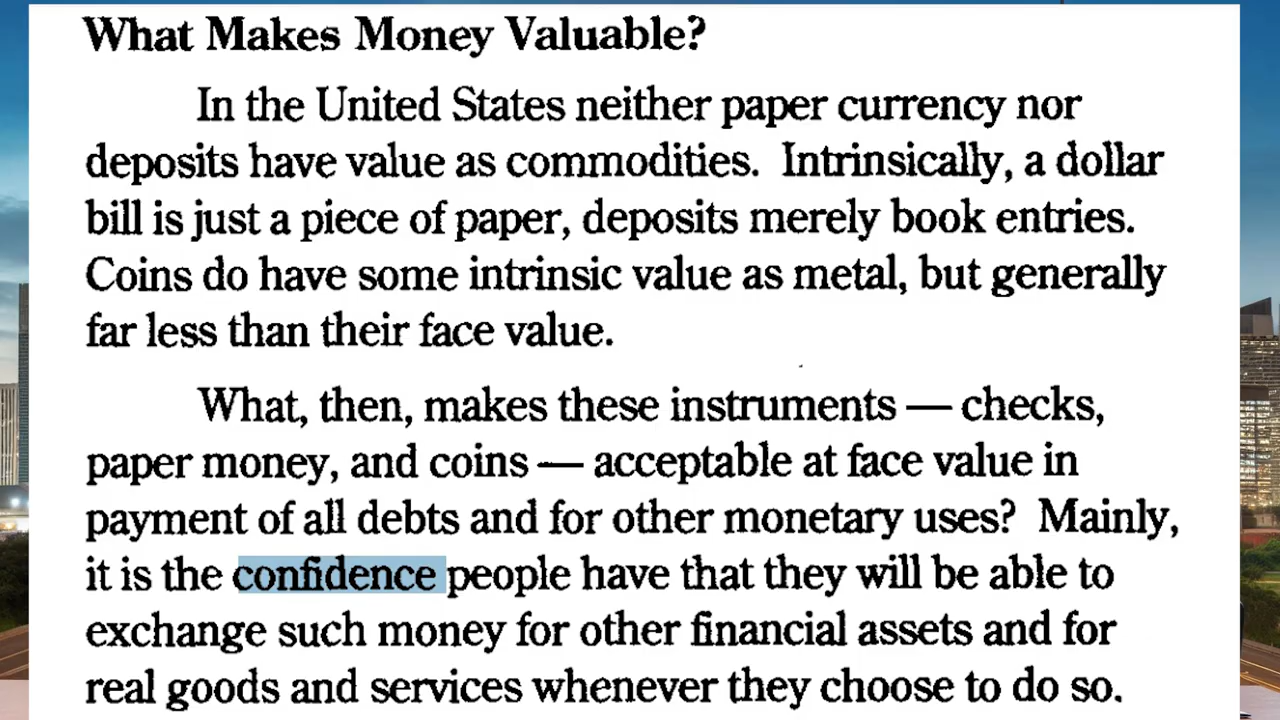 What Makes Money Valuable?
In the United States neither paper currency nor
deposits have value as commodities. Intrinsically, a dollar
bill is just a piece of paper, deposits merely book entries.
Coins do have some intrinsic value as metal, but generally
far less than their face value.
What, then, makes these instruments — checks,
paper money, and coins — acceptable at face value in
payment of all debts and for other monetary uses? Mainly,
it is the confidence people have that they will be able to
exchange such money for other financial assets and for
real goods and services whenever they choose to do so.